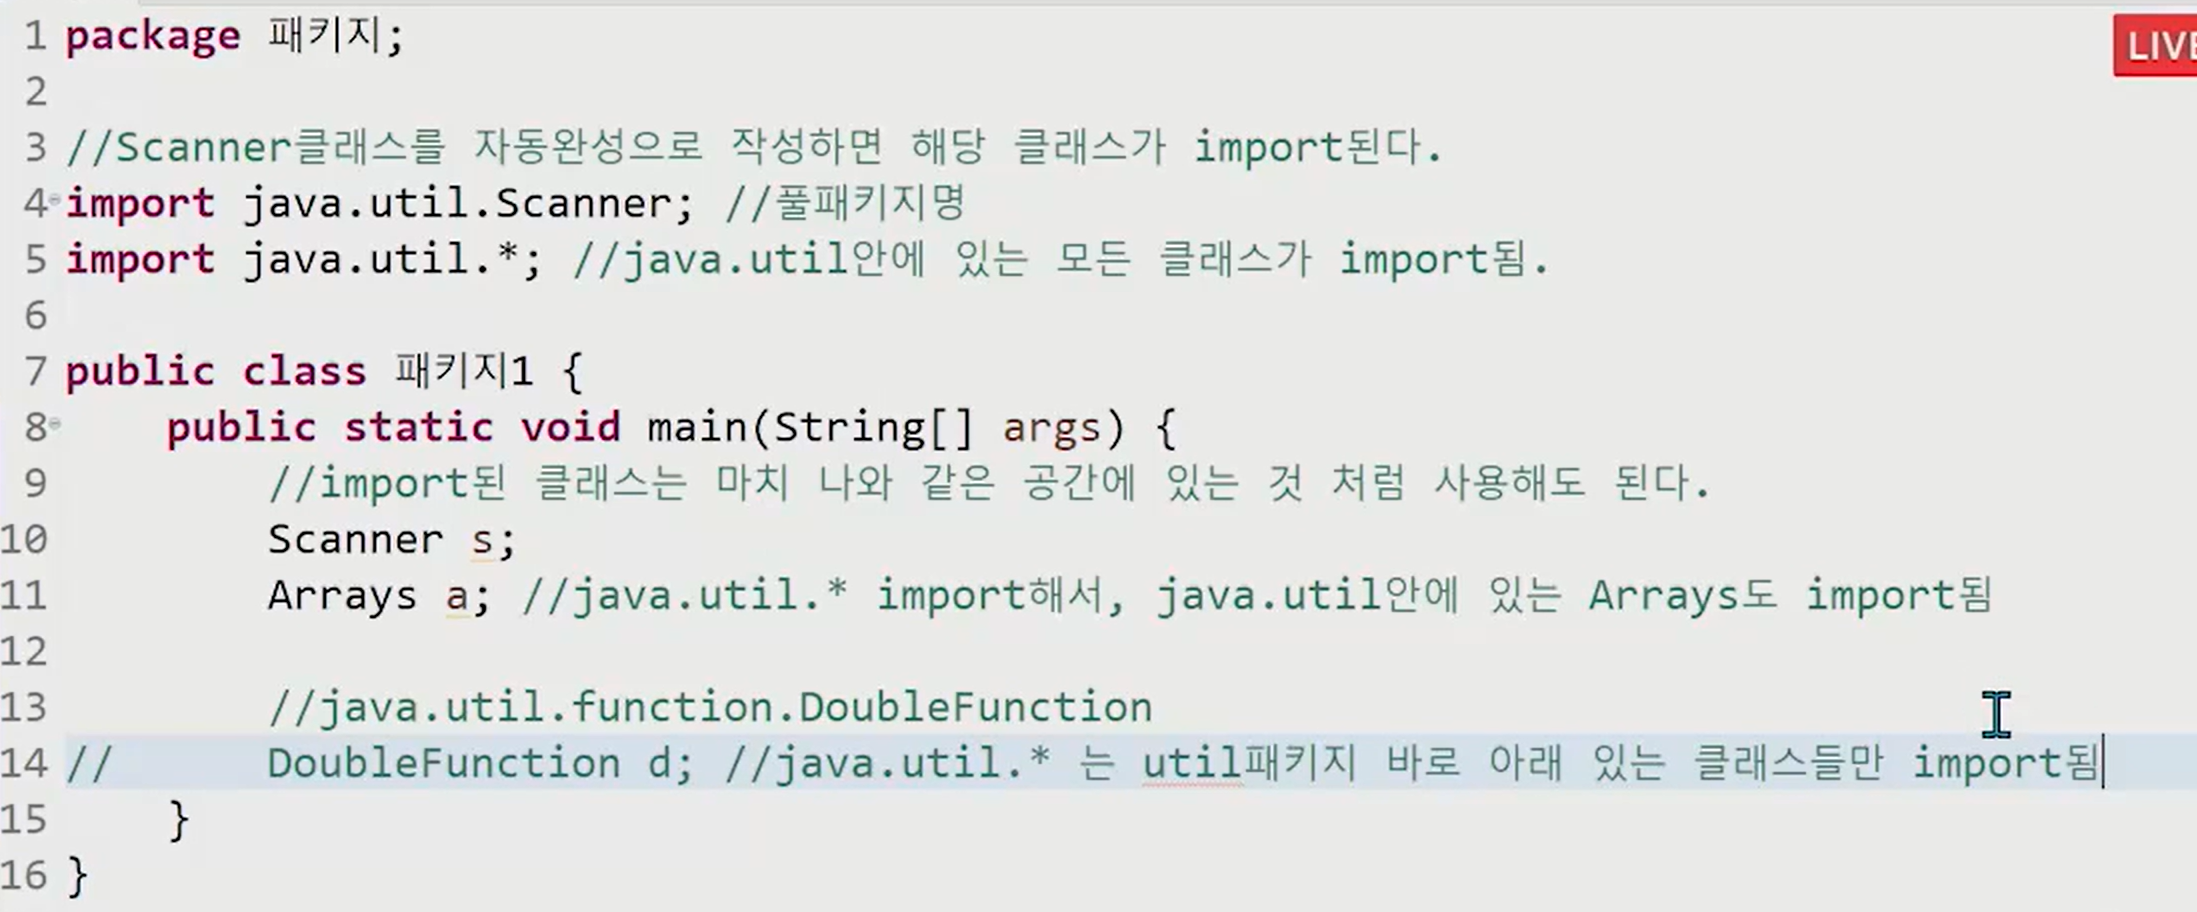 1 package 패키지;
LIVE
2
3 //Scanner클래스를 자동완성으로 작성하면 해당 클래스가 import된다.
4 import java.util.Scanner; //풀패키지명
5 import java.util.*; //java.util안에 있는 모든 클래스가 import됨.
6
7 public class 패키지1 {
8 public static void main(String[] args) {
9 //import된 클래스는 마치 나와 같은 공간에 있는 것 처럼 사용해도 된다.
10 Scanner s;
11 Arrays a; //java.util.* import해서, java.util안에 있는 Arrays도 import됨
12
13 //java.util.function.DoubleFunction
14 // DoubleFunction d; //java.util.* 는 util패키지 바로 아래 있는 클래스들만 import됨
15 }
16 }